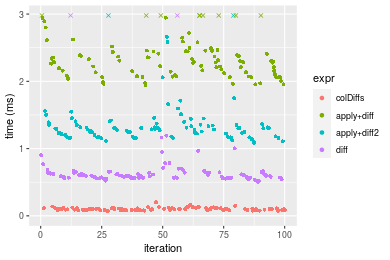 3
2
1
0
time (ms)
0
25
50
75
100
iteration
expr
colDiffs
apply+diff
apply+diff2
diff